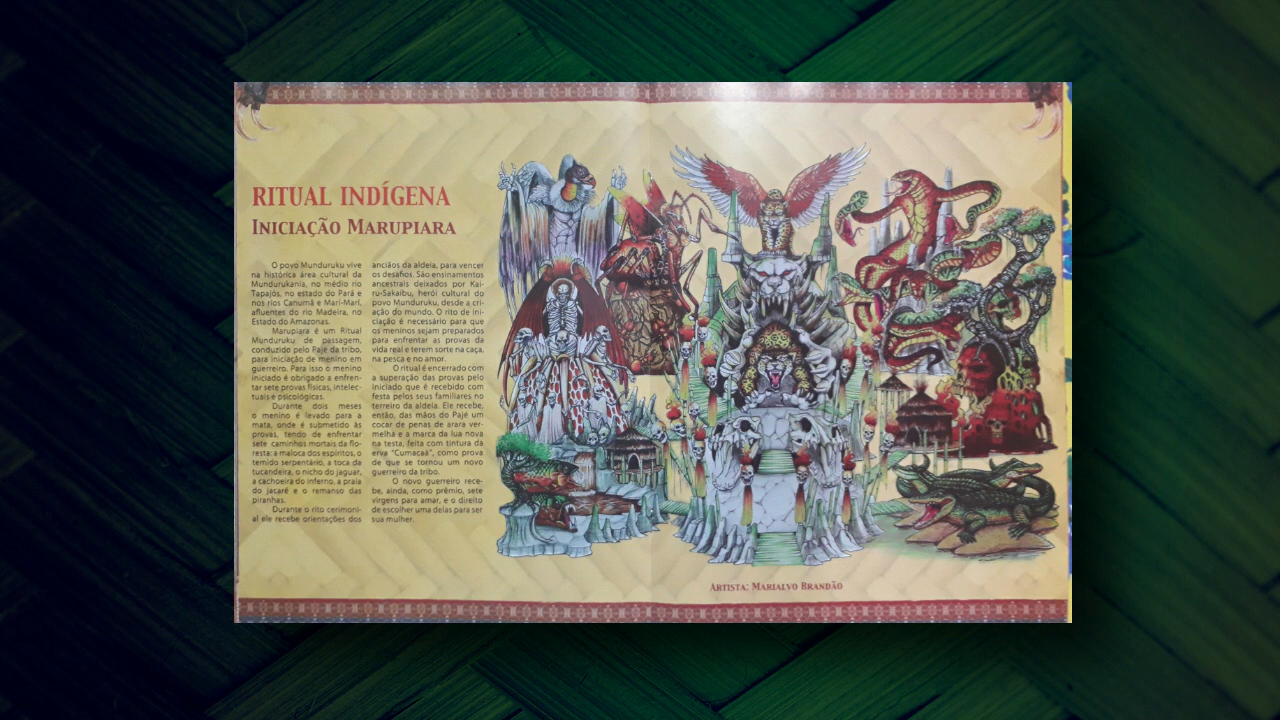 RITUAL INDÍGENA
INICIAÇÃO MARUPIARA
O povo Munduruku vive
na histórica área cultural da
Mundurukania, no médio rio
Tapajós, no estado do Pará e
nos rios Canumã e Mari-Mari,
afluentes do rio Madeira, no
Estado do Amazonas.
Marupiara é um Ritual
Munduruku de passagem,
conduzido pelo Pajé da tribo,
para iniciação de menino em
guerreiro. Para isso o menino
iniciado é obrigado a enfren-
tar sete provas físicas, intelec-
tuais e psicológicas.
Durante dois meses
o menino é levado para a
mata, onde é submetido às
provas, tendo de enfrentar
sete caminhos mortais da flo-
resta: a maloca dos espíritos, o
temido serpentário, a toca da
tucandeira, o nicho do jaguar,
a cachoeira do inferno, a praia
do jacaré e o remanso das
piranhas.
Durante o rito cerimoni-
al ele recebe orientações dos
anciãos da aldeia, para vencer
os desafios. São ensinamentos
ancestrais deixados por Kai-
ru-Sakaibu, herói cultural do
povo Munduruku, desde a cri-
ação do mundo. O rito de ini-
ciação é necessário para que
os meninos sejam preparados
para enfrentar as provas da
vida real e terem sorte na caça,
na pesca e no amor.
O ritual é encerrado com
a superação das provas pelo
iniciado que é recebido com
festa pelos seus familiares no
terreiro da aldeia. Ele recebe,
então, das mãos do Pajé um
cocar de penas de arara ver-
melha e a marca da lua nova
na testa, feita com tintura da
erva "Cumacaá", como prova
de que se tornou um novo
guerreiro da tribo.
O novo guerreiro rece-
be, ainda, como prêmio, sete
virgens para amar, e o direito
de escolher uma delas para ser
sua mulher.
ARTISTA: MARIALVO BRANDÃO